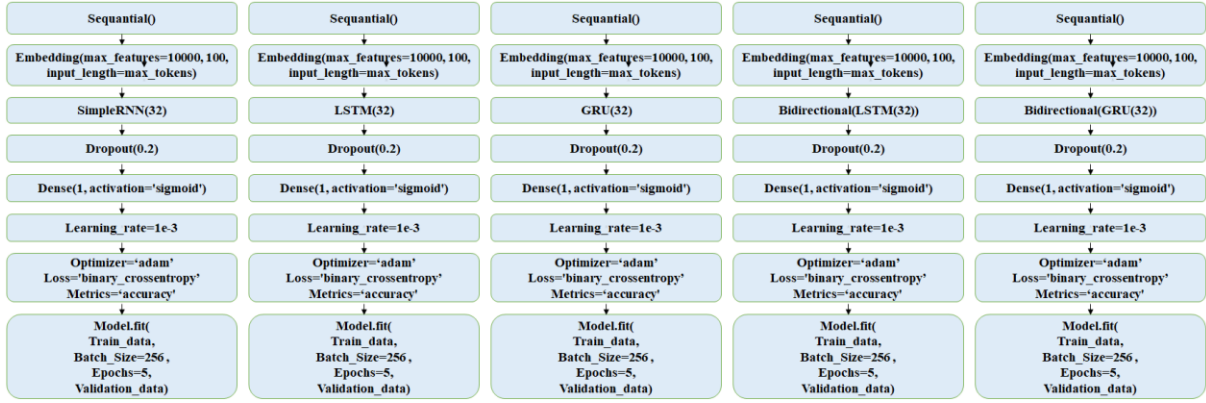 Sequantial()
Embedding(max_features=10000, 100,
input_length=max_tokens)
SimpleRNN(32)
Dropout(0.2)
Dense(1, activation='sigmoid')
Learning_rate=1e-3
Optimizer=‘adam’
Loss='binary_crossentropy’
Metrics=‘accuracy'
Model.fit(
Train_data,
Batch_Size=256 ,
Epochs=5,
Validation_data)
Sequantial()
Embedding(max_features=10000, 100,
input_length=max_tokens)
LSTM(32)
Dropout(0.2)
Dense(1, activation='sigmoid')
Learning_rate=1e-3
Optimizer=‘adam’
Loss='binary_crossentropy’
Metrics=‘accuracy'
Model.fit(
Train_data,
Batch_Size=256 ,
Epochs=5,
Validation_data)
Sequantial()
Embedding(max_features=10000, 100,
input_length=max_tokens)
GRU(32)
Dropout(0.2)
Dense(1, activation='sigmoid')
Learning_rate=1e-3
Optimizer=‘adam’
Loss='binary_crossentropy’
Metrics=‘accuracy'
Model.fit(
Train_data,
Batch_Size=256 ,
Epochs=5,
Validation_data)
Sequantial()
Embedding(max_features=10000, 100,
input_length=max_tokens)
Bidirectional(LSTM(32))
Dropout(0.2)
Dense(1, activation='sigmoid')
Learning_rate=1e-3
Optimizer=‘adam’
Loss='binary_crossentropy’
Metrics=‘accuracy'
Model.fit(
Train_data,
Batch_Size=256 ,
Epochs=5,
Validation_data)
Sequantial()
Embedding(max_features=10000, 100,
input_length=max_tokens)
Bidirectional(GRU(32))
Dropout(0.2)
Dense(1, activation='sigmoid')
Learning_rate=1e-3
Optimizer=‘adam’
Loss='binary_crossentropy’
Metrics=‘accuracy'
Model.fit(
Train_data,
Batch_Size=256 ,
Epochs=5,
Validation_data)